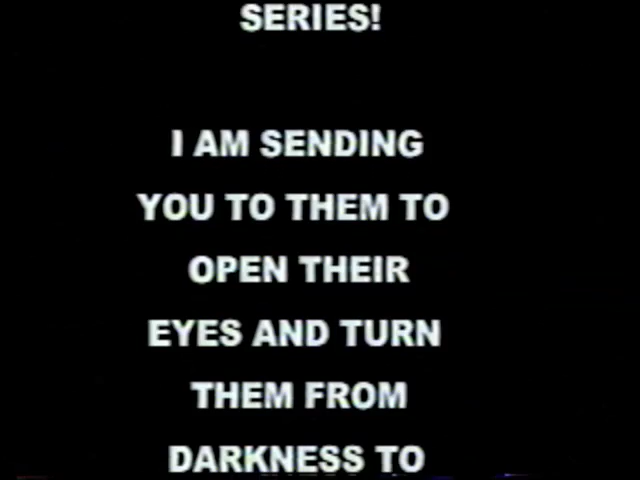 SERIES!
I AM SENDING
YOU TO THEM TO
OPEN THEIR
EYES AND TURN
THEM FROM
DARKNESS TO